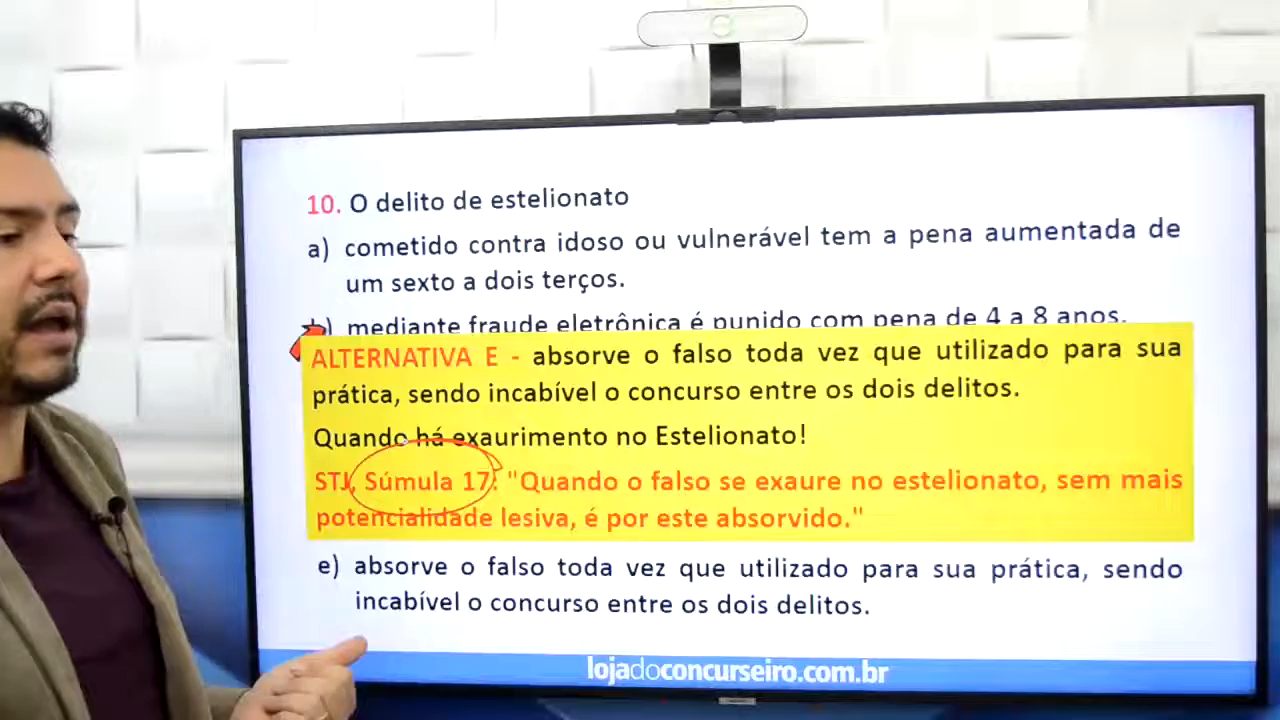 10. O delito de estelionato
a) cometido contra idoso ou vulnerável tem a pena aumentada de
um sexto a dois terços.
b) mediante fraude eletrônica é punido com pena de 4 a 8 anos.
ALTERNATIVA E - absorve o falso toda vez que utilizado para sua
prática, sendo incabível o concurso entre os dois delitos.
Quando há exaurimento no Estelionato!
STJ, Súmula 17: "Quando o falso se exaure no estelionato, sem mais
potencialidade lesiva, é por este absorvido."
e) absorve o falso toda vez que utilizado para sua prática, sendo
incabível o concurso entre os dois delitos.
lojadoconcurseiro.com.br